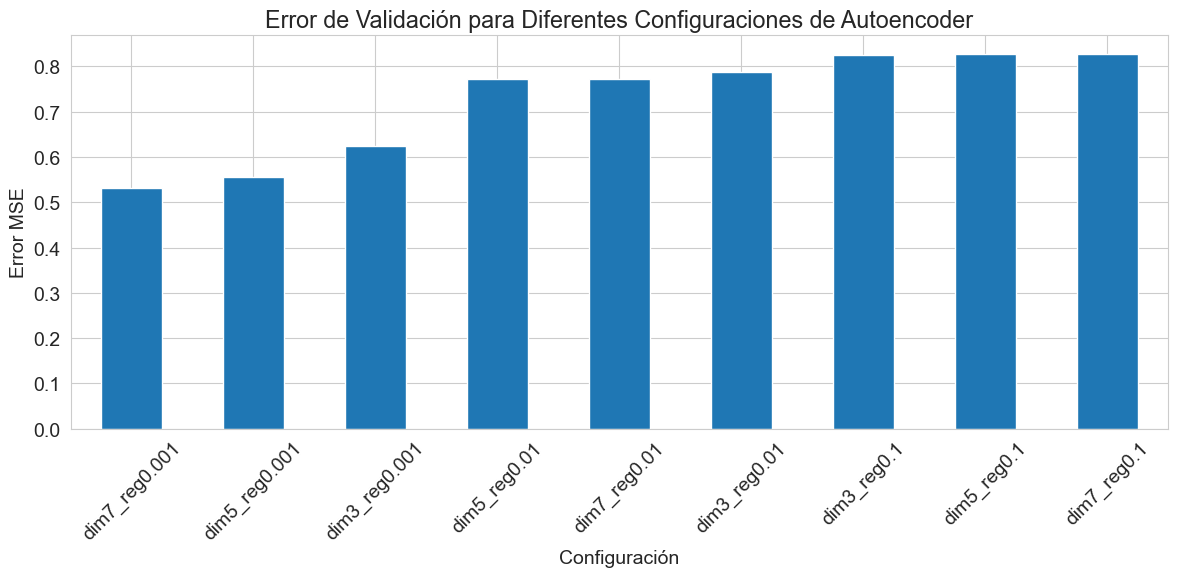 Error de Validación para Diferentes Configuraciones de Autoencoder
Error MSE
0.8
0.7
0.6
0.5
0.4
0.3
0.2
0.1
0.0
dim7_reg0.001
dim5_reg0.001
dim3_reg0.001
dim5_reg0.01
dim7_reg0.01
dim3_reg0.01
dim3_reg0.1
dim5_reg0.1
dim7_reg0.1
Configuración